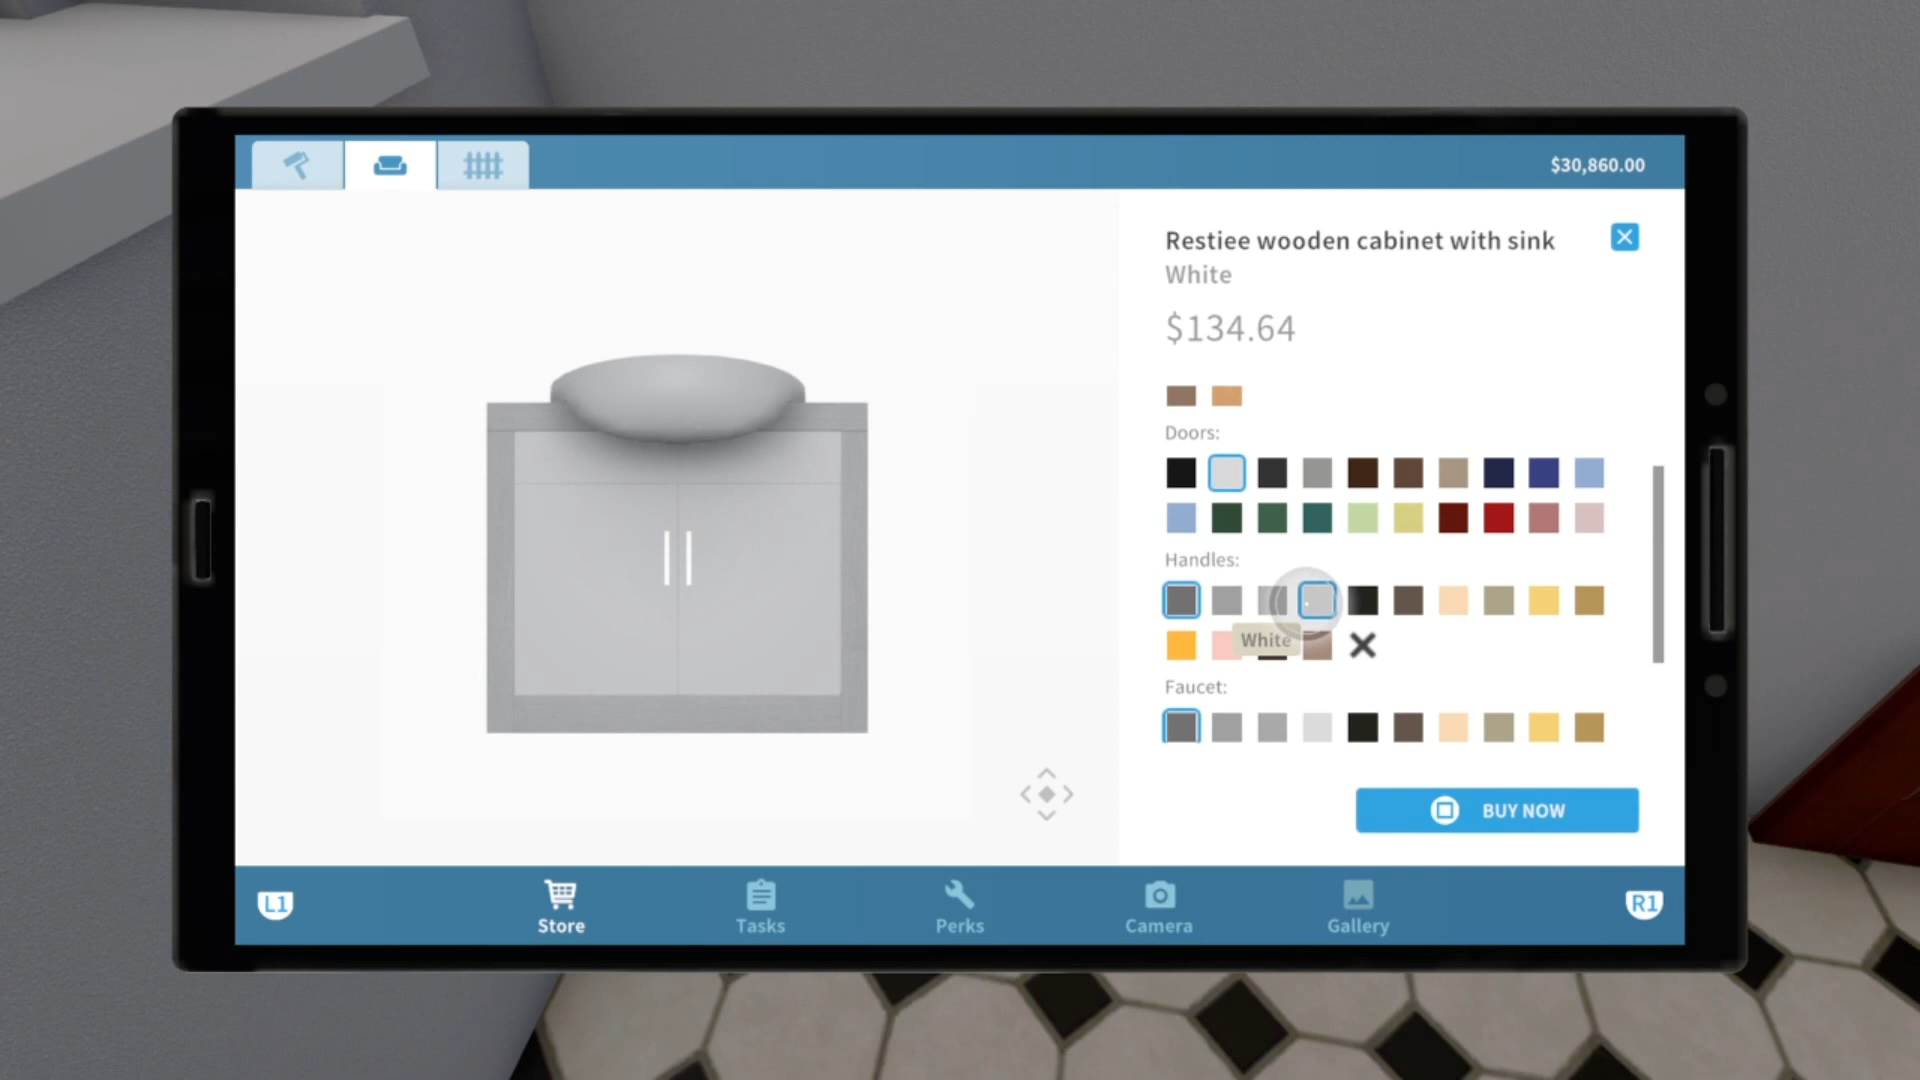 $30,860.00
Restiee wooden cabinet with sink
White
$134.64
Doors:
Handles:
White
Faucet:
BUY NOW
L1
Store
Tasks
Perks
Camera
Gallery
R1